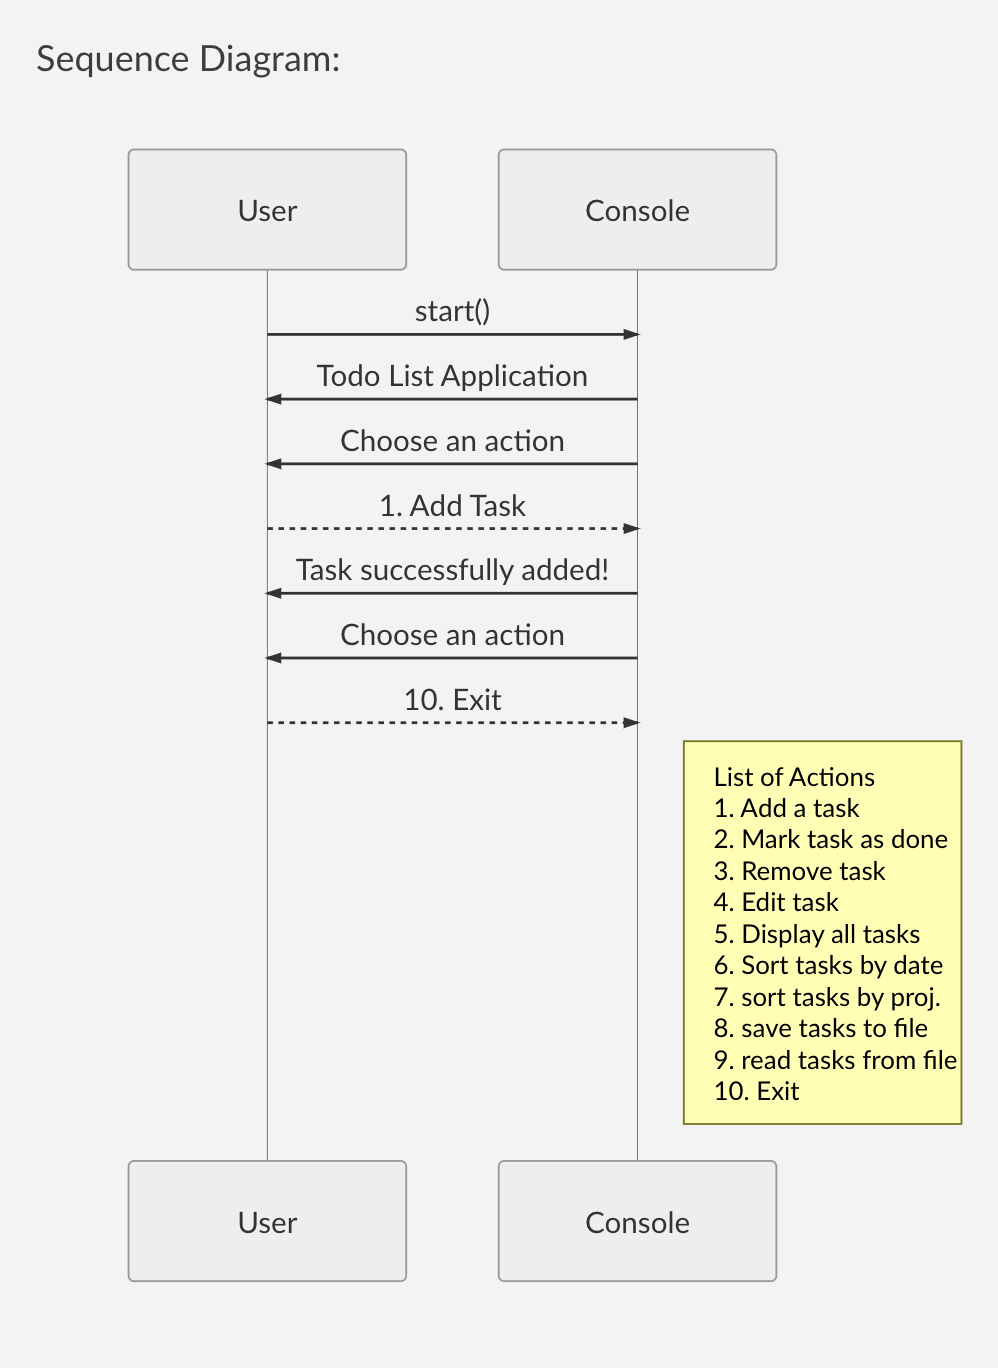 Sequence Diagram:
User
Console
start()
Todo List Application
Choose an action
1. Add Task
Task successfully added!
Choose an action
10. Exit
List of Actions
1. Add a task
2. Mark task as done
3. Remove task
4. Edit task
5. Display all tasks
6. Sort tasks by date
7. sort tasks by proj.
8. save tasks to file
9. read tasks from file
10. Exit
User
Console